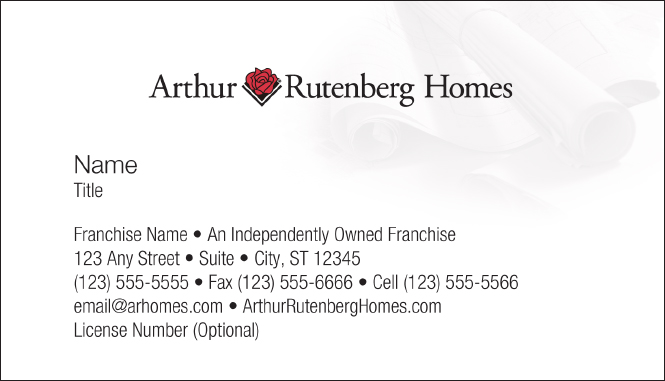 Arthur Rutenberg Homes
Name
Title
Franchise Name • An Independently Owned Franchise
123 Any Street • Suite • City, ST 12345
(123) 555-5555 • Fax (123) 555-6666 • Cell (123) 555-5566
email@arhomes.com • ArthurRutenbergHomes.com
License Number (Optional)